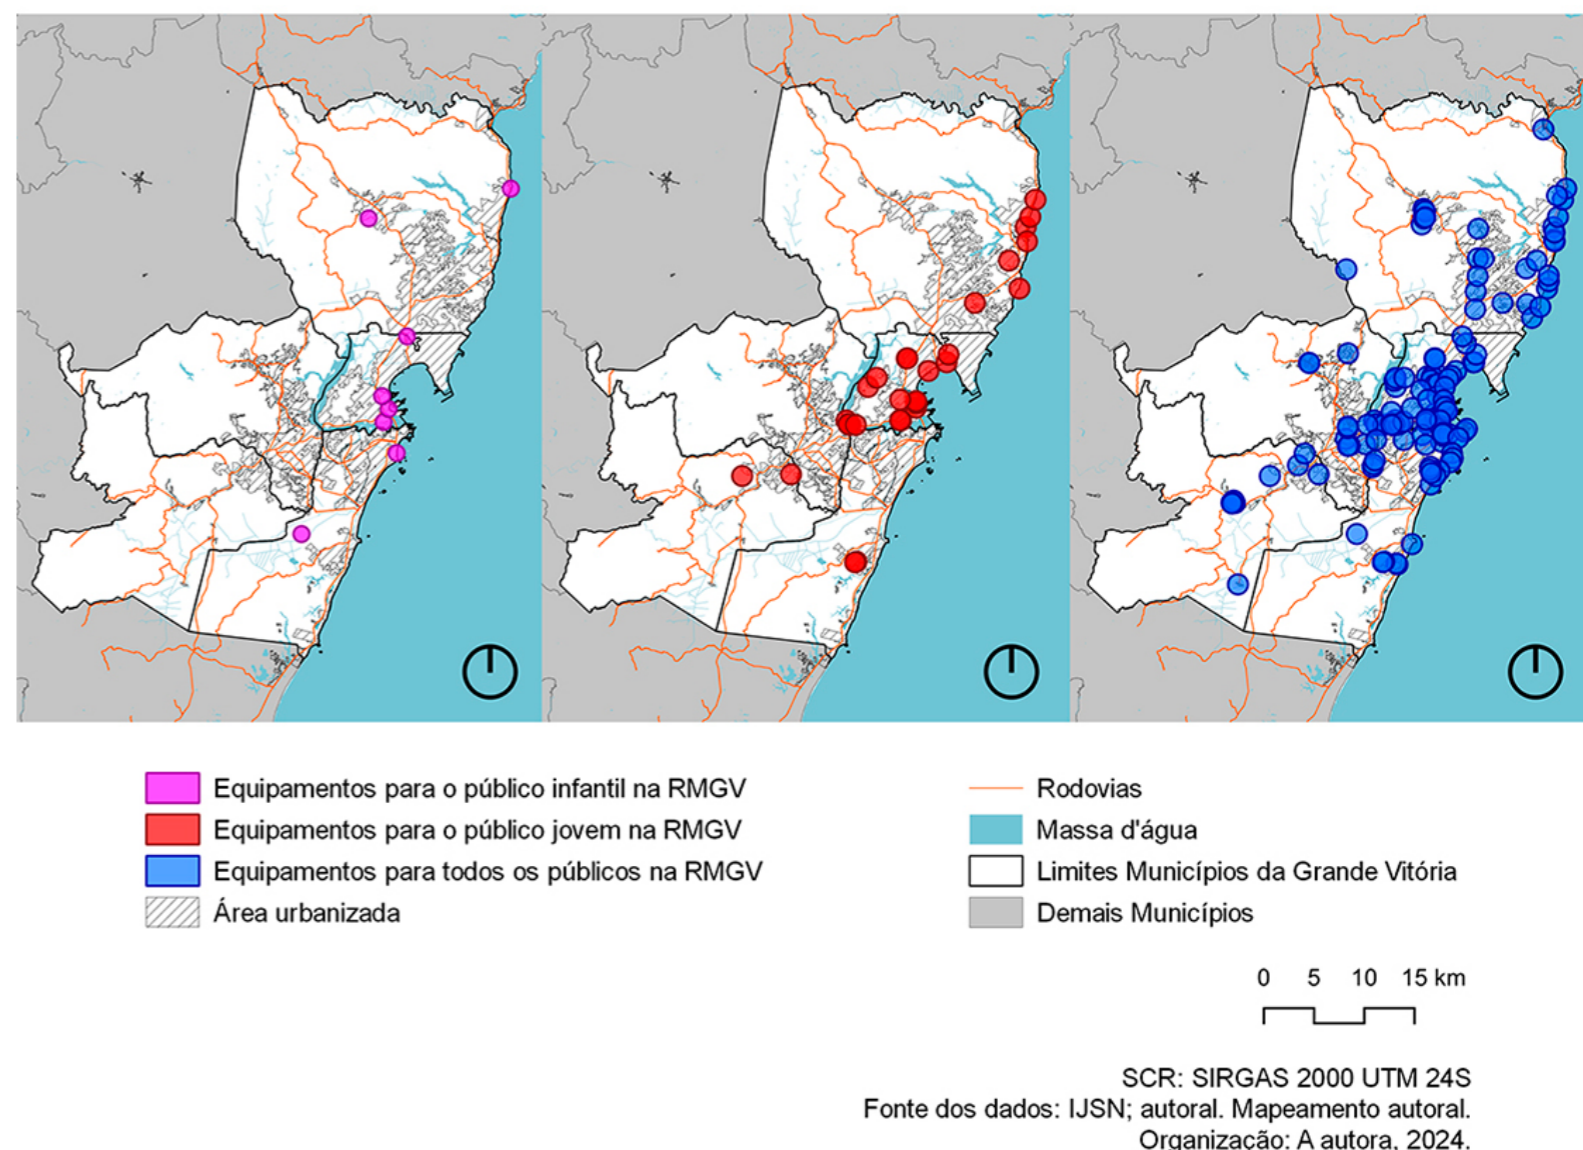 Equipamentos para o público infantil na RMGV
Equipamentos para o público jovem na RMGV
Equipamentos para todos os públicos na RMGV
Área urbanizada
Rodovias
Massa d'água
Limites Municípios da Grande Vitória
Demais Municípios
0 5 10 15 km
SCR: SIRGAS 2000 UTM 24S
Fonte dos dados: IJSN; autoral. Mapeamento autoral.
Organização: A autora, 2024.